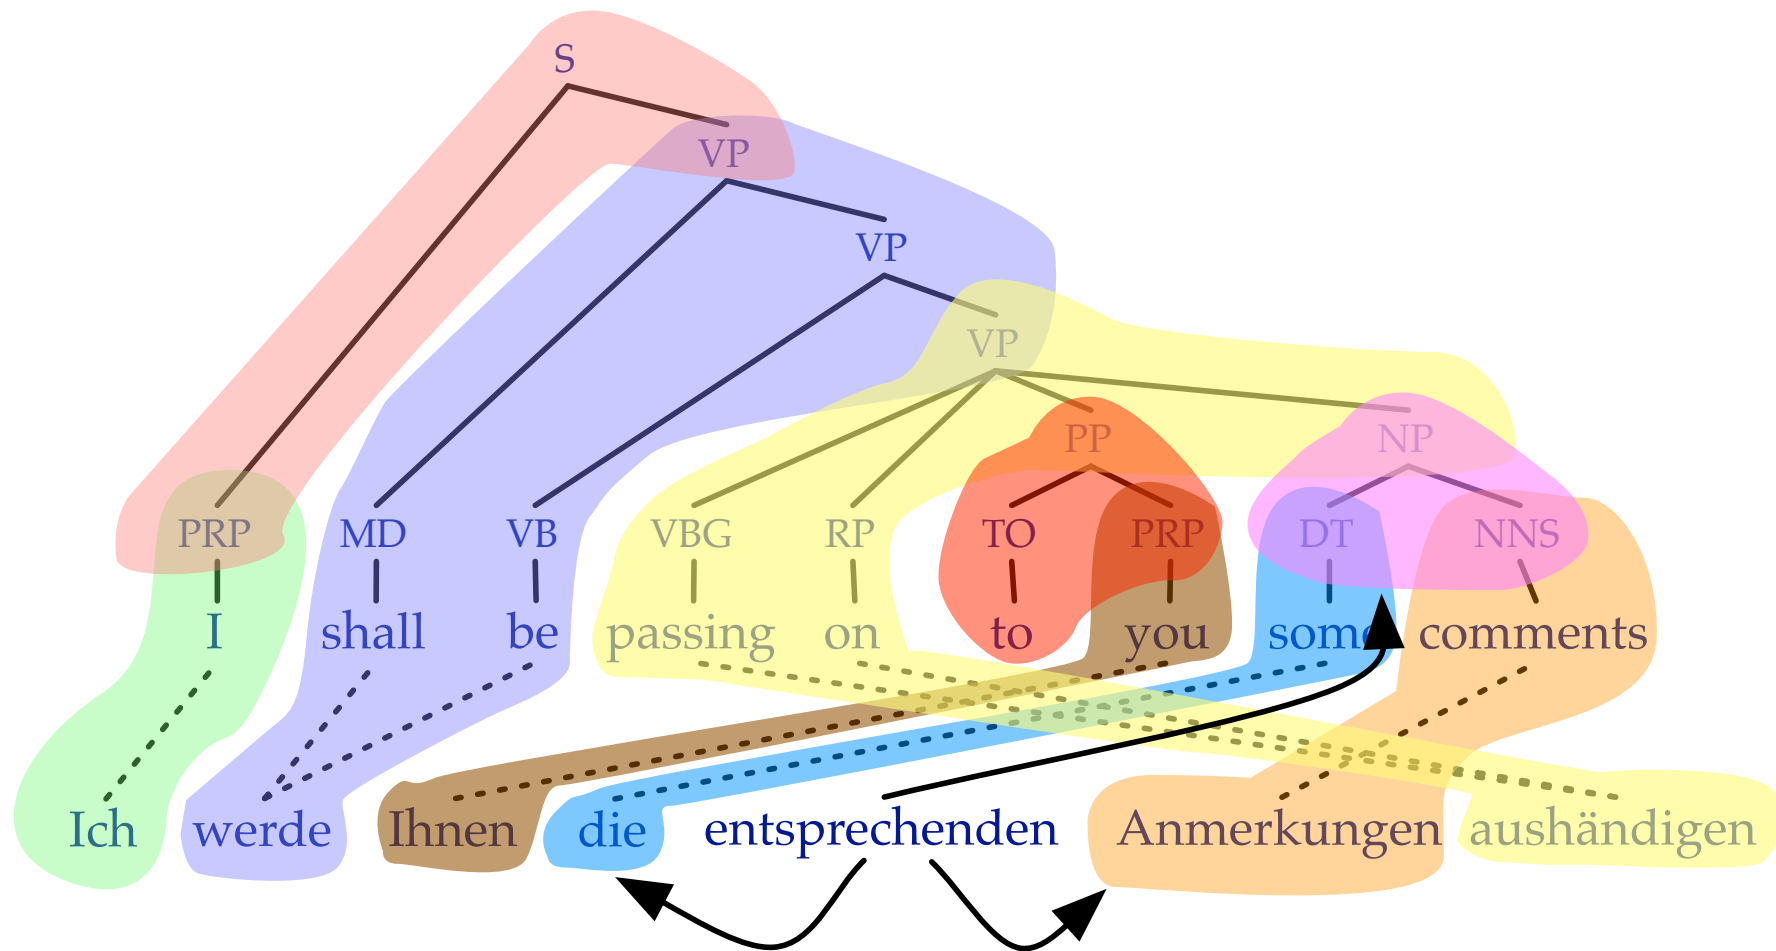 S
VP
VP
VP
PP NP
PRP MD VB VBG RP TO PRP DT NNS
I shall be passing on to you some comments
Ich werde Ihnen die entsprechenden Anmerkungen aushändigen